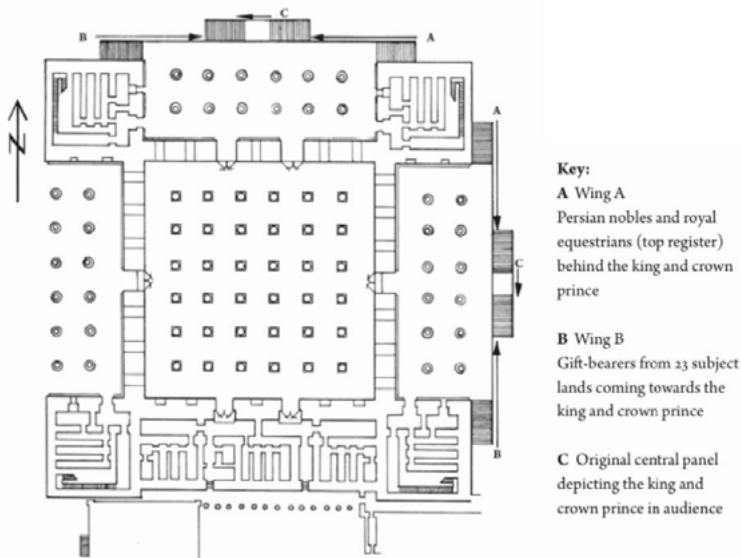 C
B
A
N
A
C
B
Key:
A Wing A
Persian nobles and royal
equestrians (top register)
behind the king and crown
prince
B Wing B
Gift-bearers from 23 subject
lands coming towards the
king and crown prince
C Original central panel
depicting the king and
crown prince in audience